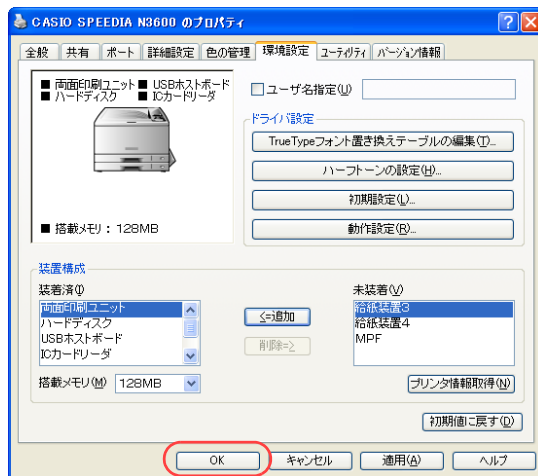 CASIO SPEEDIA N3600 のプロパティ
全般 共有 ポート 詳細設定 色の管理 環境設定 ユーティリティ バージョン情報
■ 両面印刷ユニット ■ USBホストボード
■ ハードディスク ■ ICカードリーダ
■ 搭載メモリ : 128MB
ユーザ名指定(U)
ドライバ設定
TrueTypeフォント置き換えテーブルの編集(T)...
ハーフトーンの設定(H)...
初期設定(L)...
動作設定(R)...
装置構成
装着済(I)
両面印刷ユニット
ハードディスク
USBホストボード
ICカードリーダ
<=追加
削除=>
未装着(V)
給紙装置3
給紙装置4
MPF
搭載メモリ(M) 128MB
プリンタ情報取得(N)
初期値に戻す(D)
OK キャンセル 適用(A) ヘルプ